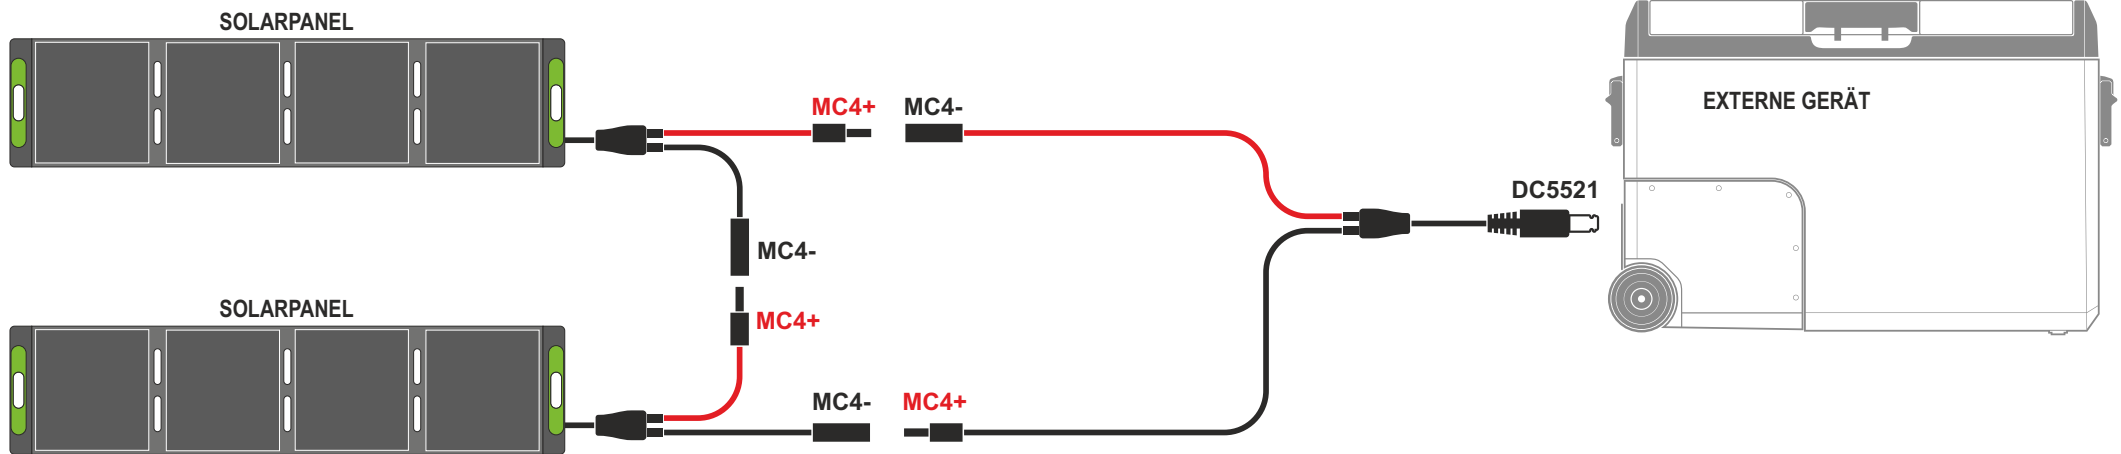 SOLARPANEL
MC4+
MC4-
EXTERNE GERÄT
DC5521
MC4-
SOLARPANEL
MC4+
MC4-
MC4+